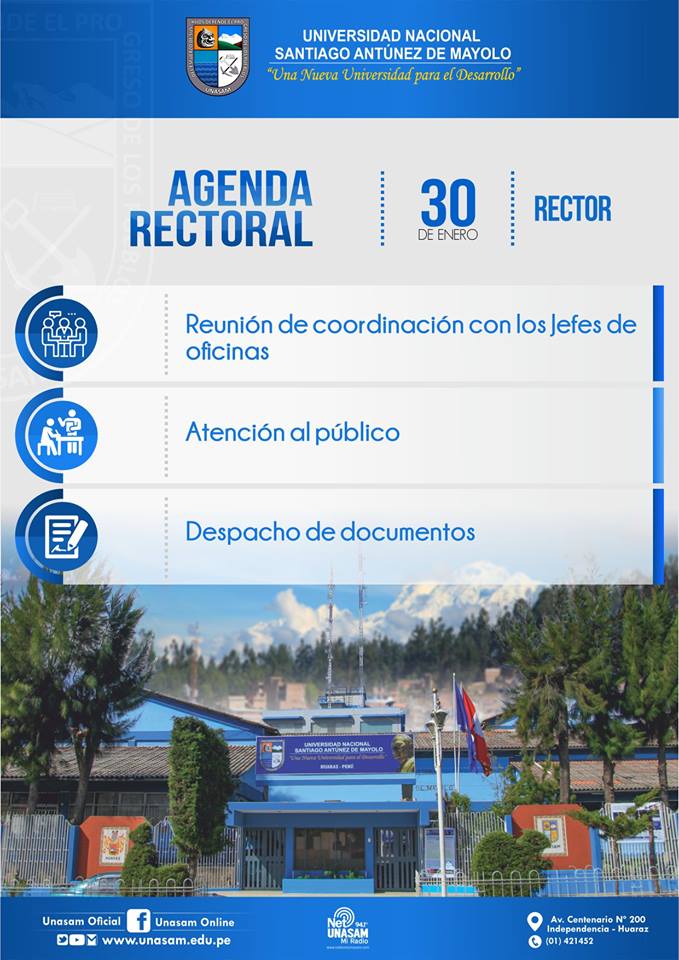 UNIVERSIDAD NACIONAL
SANTIAGO ANTÚNEZ DE MAYOLO
“Una Nueva Universidad para el Desarrollo”
UNASAM
AGENDA
RECTORAL
30
DE ENERO
RECTOR
Reunión de coordinación con los Jefes de
oficinas
Atención al público
Despacho de documentos
UNIVERSIDAD NACIONAL
SANTIAGO ANTÚNEZ DE MAYOLO
"Una Nueva Universidad para el Desarrollo"
HUARAS - PERÚ
Unasam Oficial
Unasam Online
www.unasam.edu.pe
Net 94.1
UNASAM
Mi Radio
Av. Centenario Nº 200
Independencia - Huaraz
(01) 421452